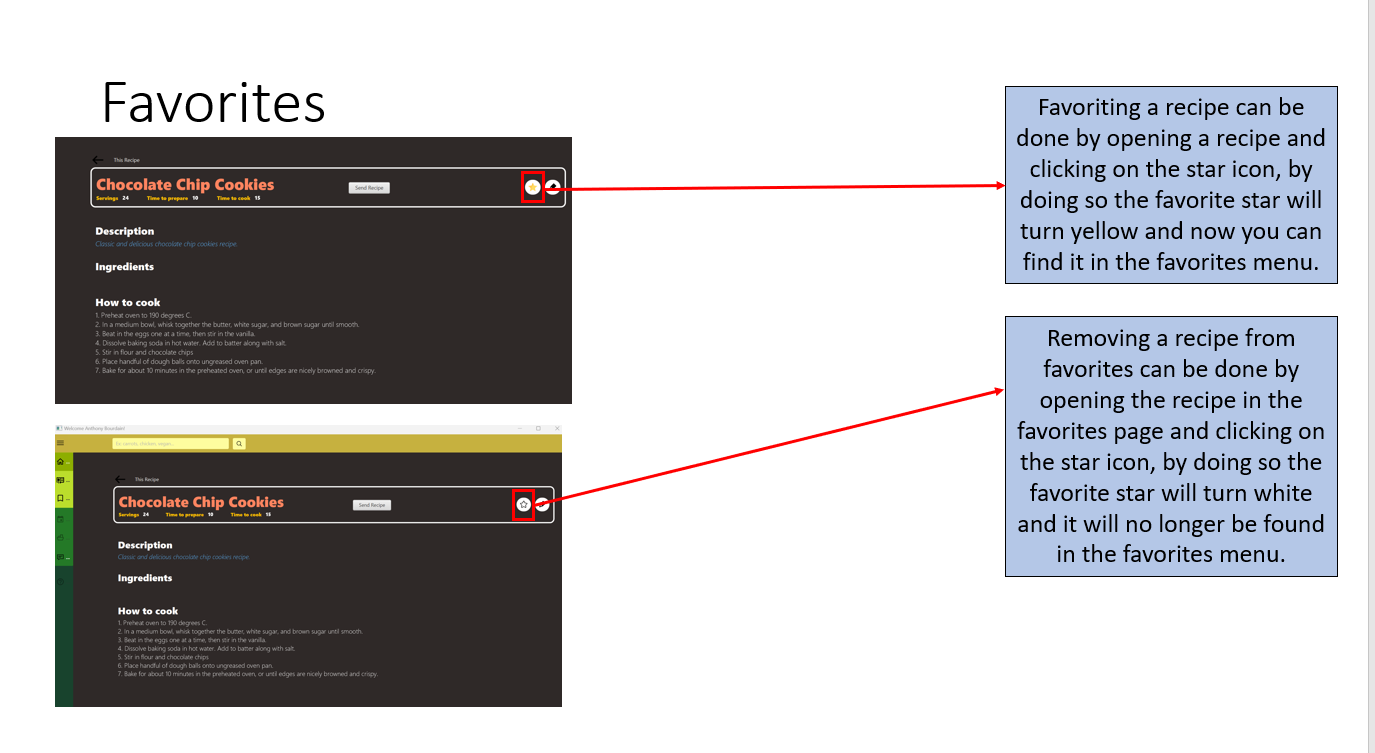 Favorites
This Recipe
Chocolate Chip Cookies
Send Recipe
Servings 24 Time to prepare 10 Time to cook 15
Description
Classic and delicious chocolate chip cookies recipe.
Ingredients
How to cook
1. Preheat oven to 190 degrees C.
2. In a medium bowl, whisk together the butter, white sugar, and brown sugar until smooth.
3. Beat in the eggs one at a time, then stir in the vanilla.
4. Dissolve baking soda in hot water. Add to batter along with salt.
5. Stir in flour and chocolate chips
6. Place handful of dough balls onto ungreased oven pan.
7. Bake for about 10 minutes in the preheated oven, or until edges are nicely browned and crispy.
Favoriting a recipe can be
done by opening a recipe and
clicking on the star icon, by
doing so the favorite star will
turn yellow and now you can
find it in the favorites menu.
Welcome Anthony Bourdain!
This Recipe
Chocolate Chip Cookies
Send Recipe
Servings 24 Time to prepare 10 Time to cook 15
Description
Classic and delicious chocolate chip cookies recipe.
Ingredients
How to cook
1. Preheat oven to 190 degrees C.
2. In a medium bowl, whisk together the butter, white sugar, and brown sugar until smooth.
3. Beat in the eggs one at a time, then stir in the vanilla.
4. Dissolve baking soda in hot water. Add to batter along with salt.
5. Stir in flour and chocolate chips
6. Place handful of dough balls onto ungreased oven pan.
7. Bake for about 10 minutes in the preheated oven, or until edges are nicely browned and crispy.
Removing a recipe from
favorites can be done by
opening the recipe in the
favorites page and clicking on
the star icon, by doing so the
favorite star will turn white
and it will no longer be found
in the favorites menu.